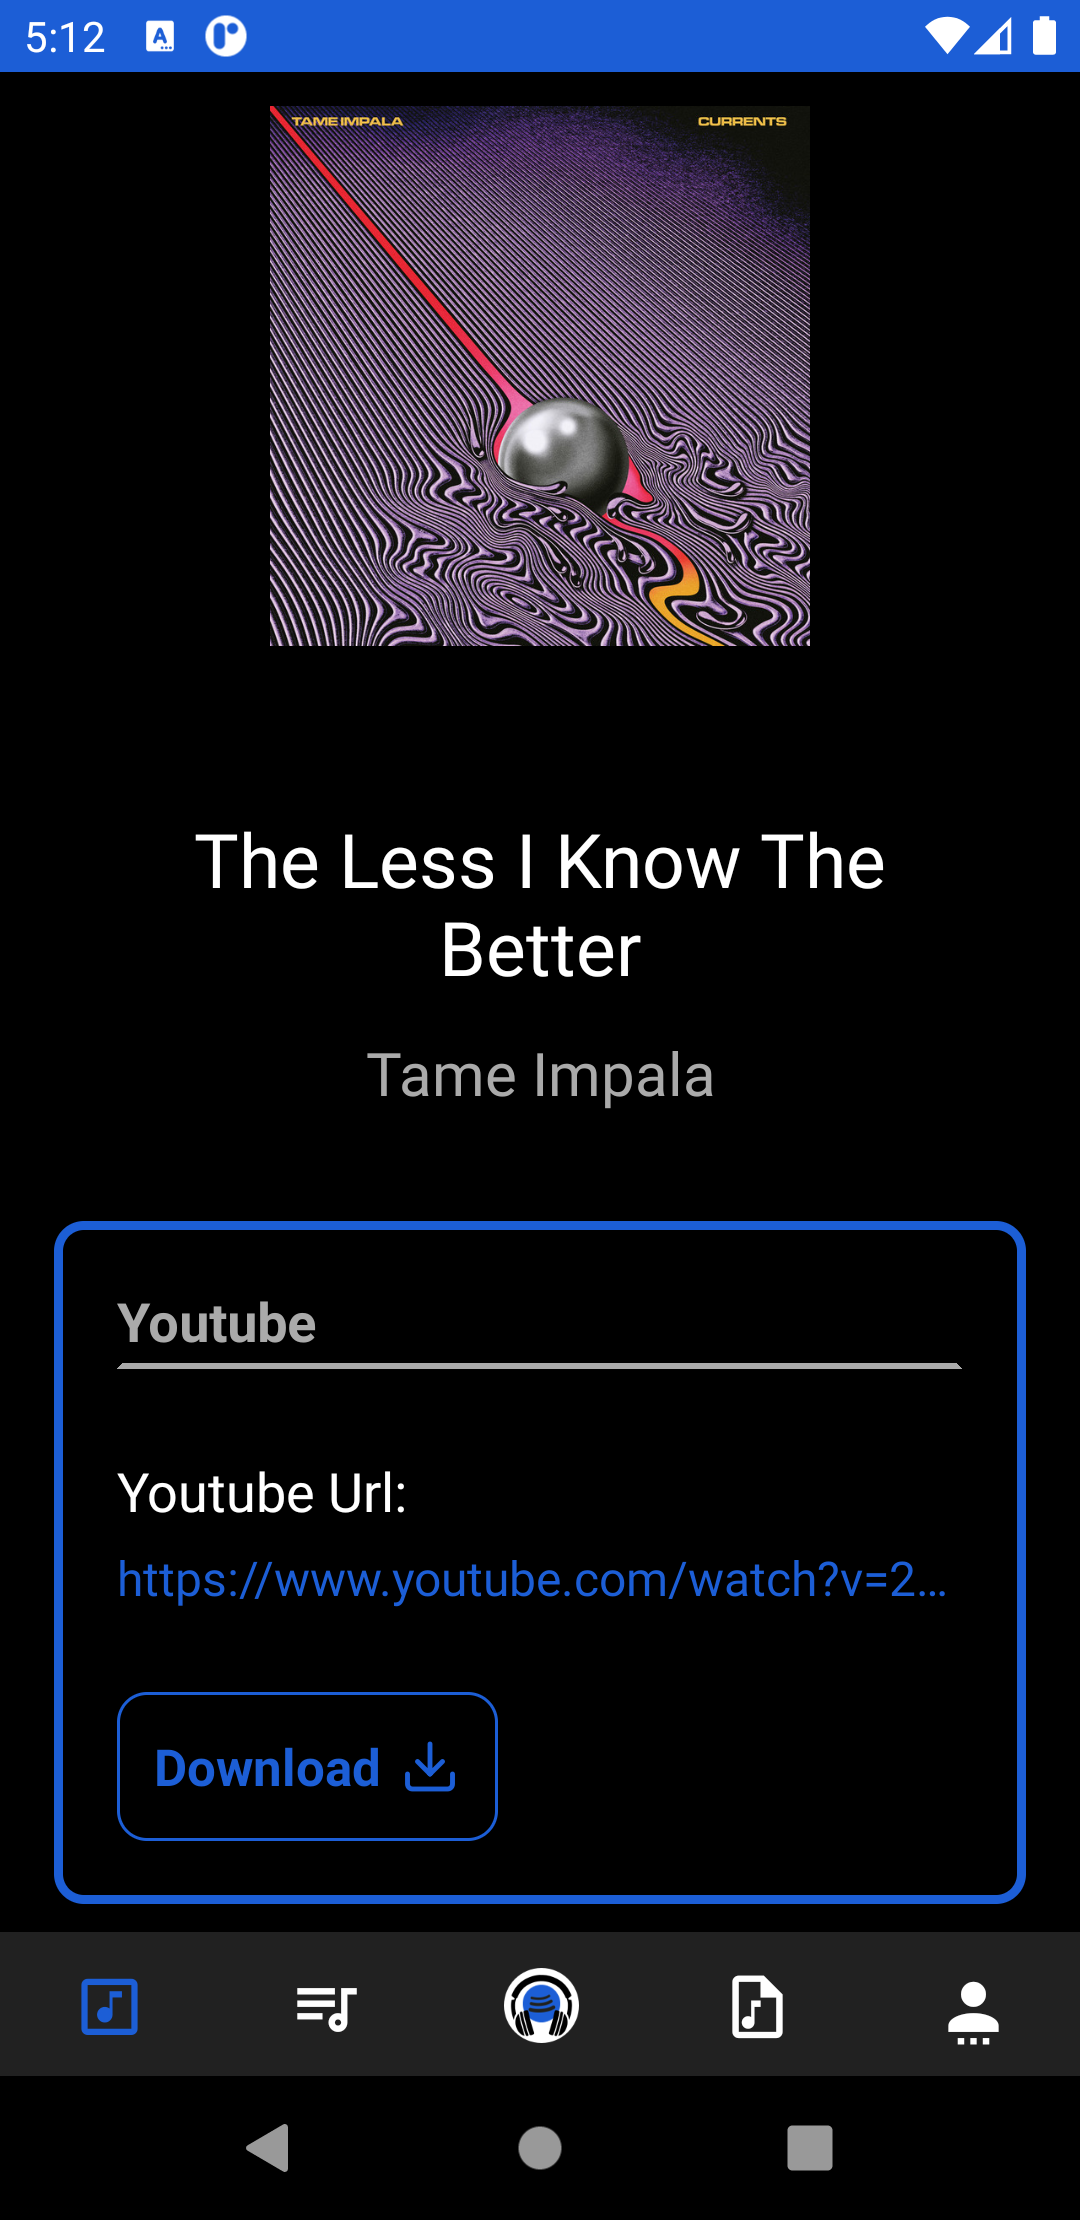 5:12
TAME IMPALA
CURRENTS
The Less I Know The
Better
Tame Impala
Youtube
Youtube Url:
https://www.youtube.com/watch?v=2...
Download